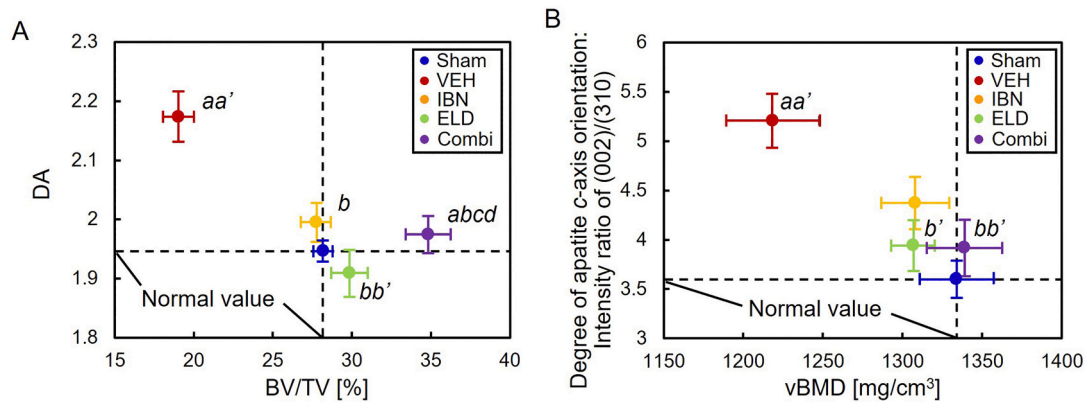 A
DA
2.3
2.2
2.1
2
1.9
1.8
15
20
25
30
35
40
BV/TV [%]
Sham
VEH
IBN
ELD
Combi
aa’
b
abcd
bb’
Normal value
B
Degree of apatite c-axis orientation:
Intensity ratio of (002)/(310)
6
5.5
5
4.5
4
3.5
3
1150
1200
1250
1300
1350
1400
vBMD [mg/cm³]
Sham
VEH
IBN
ELD
Combi
aa’
b’
bb’
Normal value